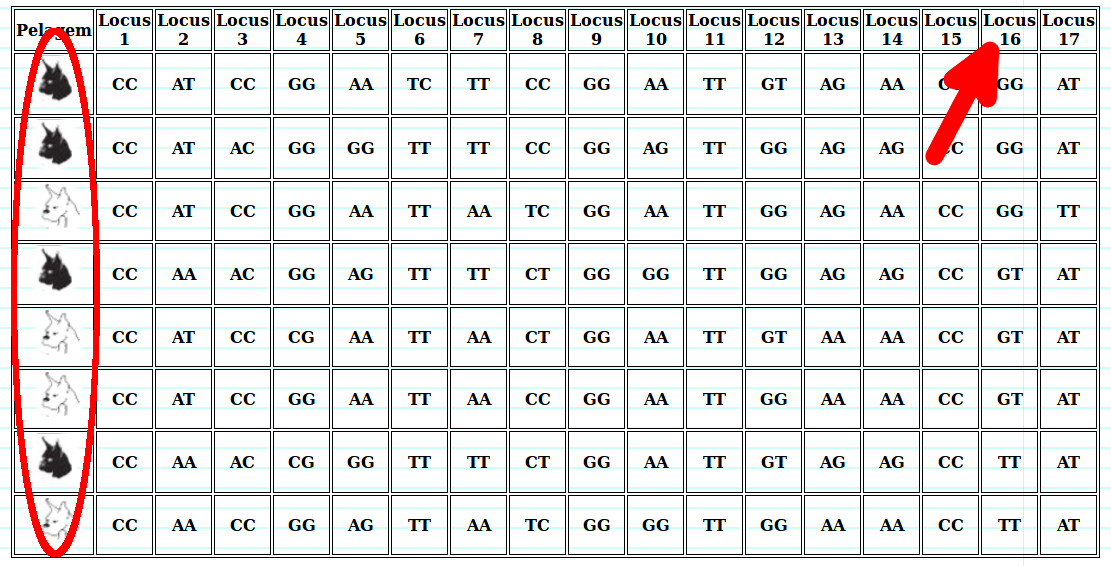 Pelagem Locus 1 Locus 2 Locus 3 Locus 4 Locus 5 Locus 6 Locus 7 Locus 8 Locus 9 Locus 10 Locus 11 Locus 12 Locus 13 Locus 14 Locus 15 Locus 16 Locus 17
CC AT CC GG AA TC TT CC GG AA TT GT AG AA GG AT
CC AT AC GG GG TT TT CC GG AG TT GG AG AG CC GG AT
CC AT CC GG AA TT AA TC GG AA TT GG AG AA CC GG TT
CC AA AC GG AG TT TT CT GG GG TT GG AG AG CC GT AT
CC AT CC CG AA TT AA CT GG AA TT GT AA AA CC GT AT
CC AT CC GG AA TT AA CC GG AA TT GG AA AA CC GT AT
CC AA AC CG GG TT TT CT GG AA TT GT AG AG CC TT AT
CC AA CC GG AG TT AA TC GG GG TT GG AA AA CC TT AT